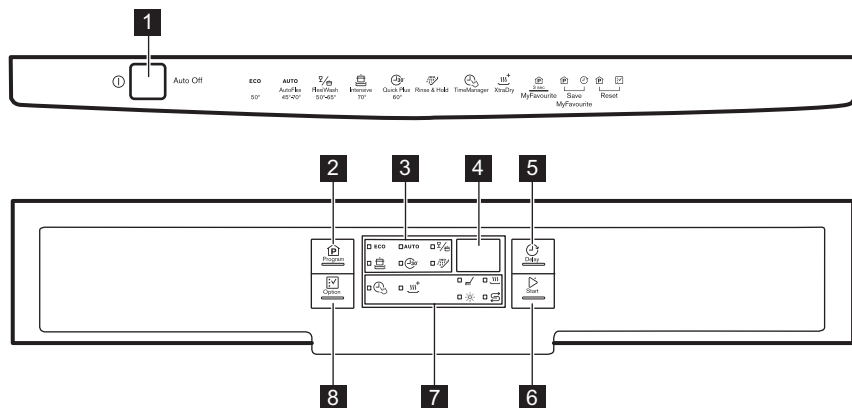 1
Auto Off
ECO
50°
AUTO
AutoFlex
45°-70°
FlexiWash
50°-65°
Intensive
70°
30'
Quick Plus
60°
Rinse & Hold
TimeManager
XtraDry
P
3 sec
MyFavourite
P
Save
MyFavourite
P
Reset
2
3
4
5
P
Program
ECO
AUTO
30'
Delay
Option
Start
8
7
6